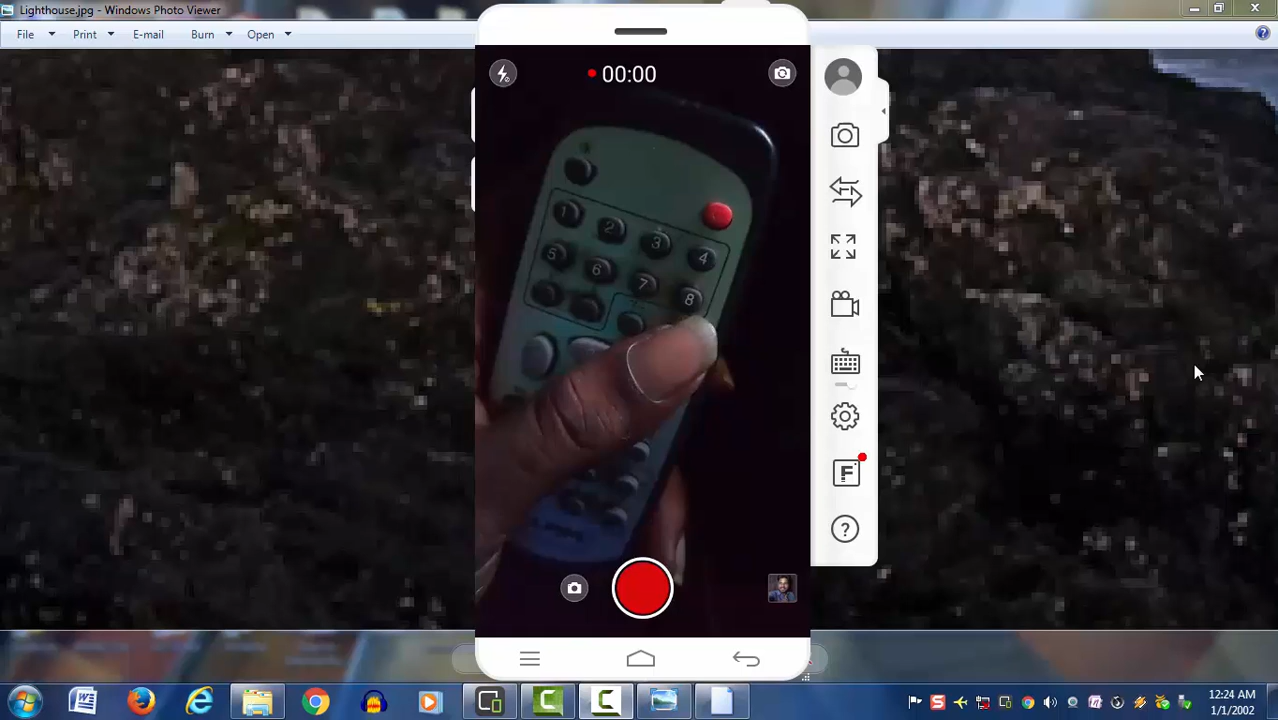 Lighthouse.jpg - Windows Photo Viewer
File Print E-mail Burn Open
00:00
1 2 3 4
5 6 7 8
F
12:24 AM
1/1/2002